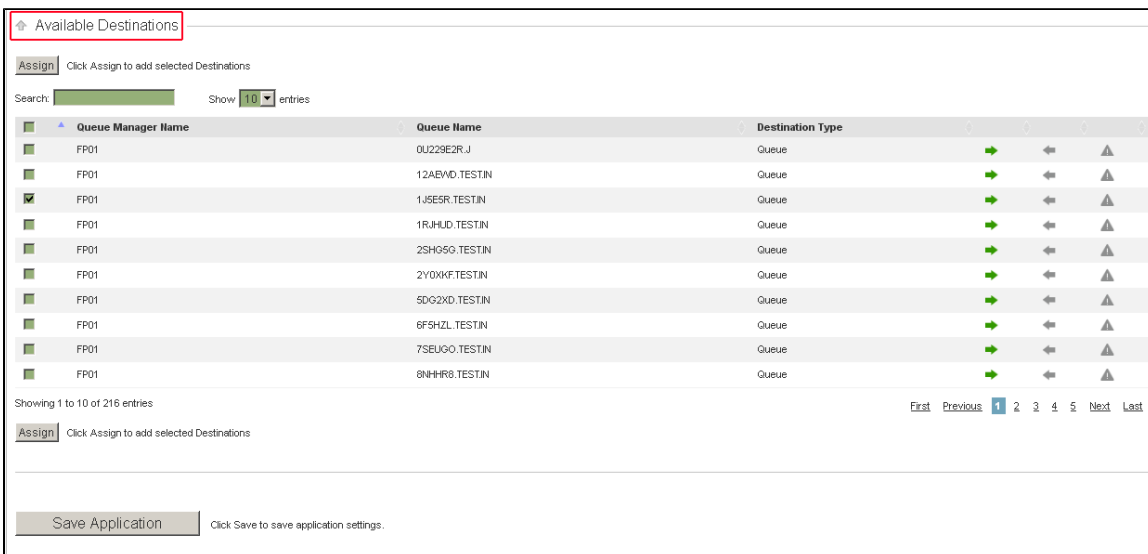 Available Destinations
Assign Click Assign to add selected Destinations
Search: Show 10 entries
Queue Manager Name Queue Name Destination Type
FP01 0U229E2R.J Queue
FP01 12AEWD.TEST.IN Queue
FP01 1J5E5R.TEST.IN Queue
FP01 1RJHUD.TEST.IN Queue
FP01 2SHG5G.TEST.IN Queue
FP01 2Y0XKF.TEST.IN Queue
FP01 5DG2XD.TEST.IN Queue
FP01 6F5HZL.TEST.IN Queue
FP01 7SEUGO.TEST.IN Queue
FP01 8NHHR8.TEST.IN Queue
Showing 1 to 10 of 216 entries First Previous 1 2 3 4 5 Next Last
Assign Click Assign to add selected Destinations
Save Application Click Save to save application settings.